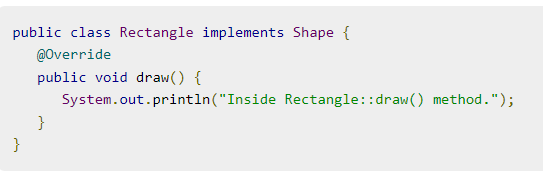 public class Rectangle implements Shape {
   @Override
   public void draw() {
      System.out.println("Inside Rectangle::draw() method.");
   }
}